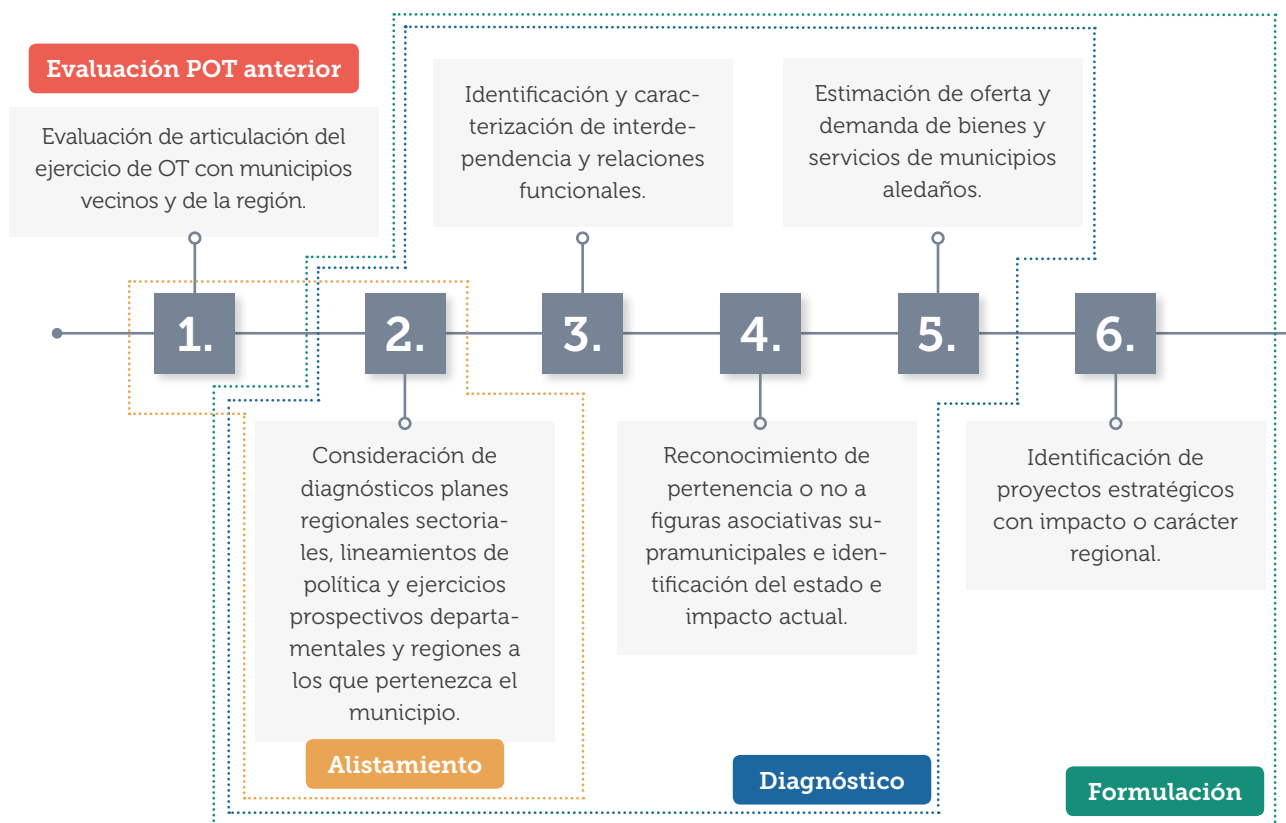 Evaluación POT anterior
Evaluación de articulación del
ejercicio de OT con municipios
vecinos y de la región.
Identificación y carac-
terización de interde-
pendencia y relaciones
funcionales.
Estimación de oferta y
demanda de bienes y
servicios de municipios
aledaños.
1.
2.
3.
4.
5.
6.
Consideración de
diagnósticos planes
regionales sectoria-
les, lineamientos de
política y ejercicios
prospectivos departa-
mentales y regiones a
los que pertenezca el
municipio.
Reconocimiento de
pertenencia o no a
figuras asociativas su-
pramunicipales e iden-
tificación del estado e
impacto actual.
Identificación de
proyectos estratégicos
con impacto o carácter
regional.
Alistamiento
Diagnóstico
Formulación